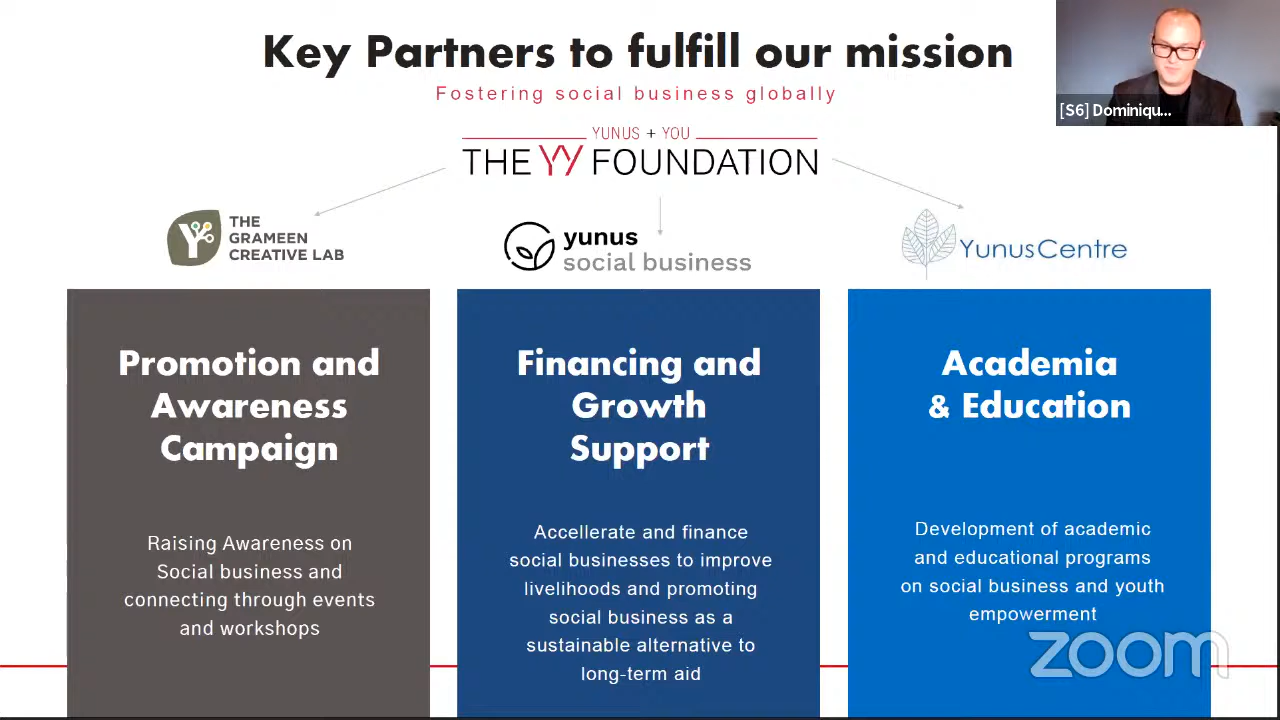 Key Partners to fulfill our mission
Fostering social business globally
[S6] Dominiqu...
YUNUS + YOU
THE YY FOUNDATION
THE
GRAMEEN
CREATIVE LAB
yunus
social business
YunusCentre
Promotion and
Awareness
Campaign
Raising Awareness on
Social business and
connecting through events
and workshops
Financing and
Growth
Support
Accellerate and finance
social businesses to improve
livelihoods and promoting
social business as a
sustainable alternative to
long-term aid
Academia
& Education
Development of academic
and educational programs
on social business and youth
empowerment
zoom